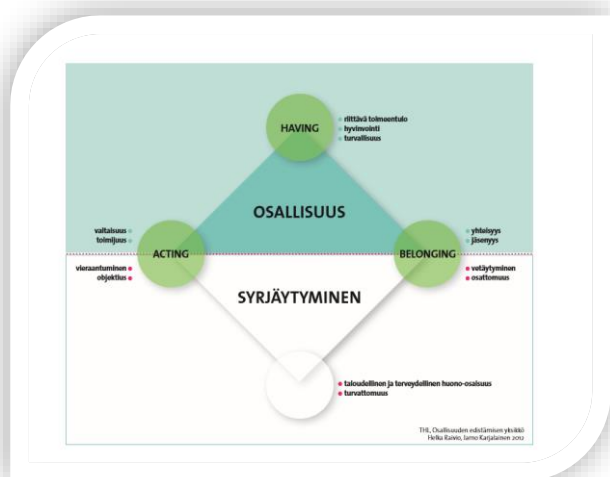 HAVING
riittävä toimeentulo
hyvinvointi
turvallisuus
OSALLISUUS
valtaisuus
toimijuus
ACTING
vieraantuminen
objektius
BELONGING
yhteisyys
jäsenyys
vetäytyminen
osattomuus
SYRJÄYTYMINEN
taloudellinen ja terveydellinen huono-osaisuus
turvattomuus
THL, Osallisuuden edistämisen yksikkö
Helka Raivio, Jarno Karjalainen 2012